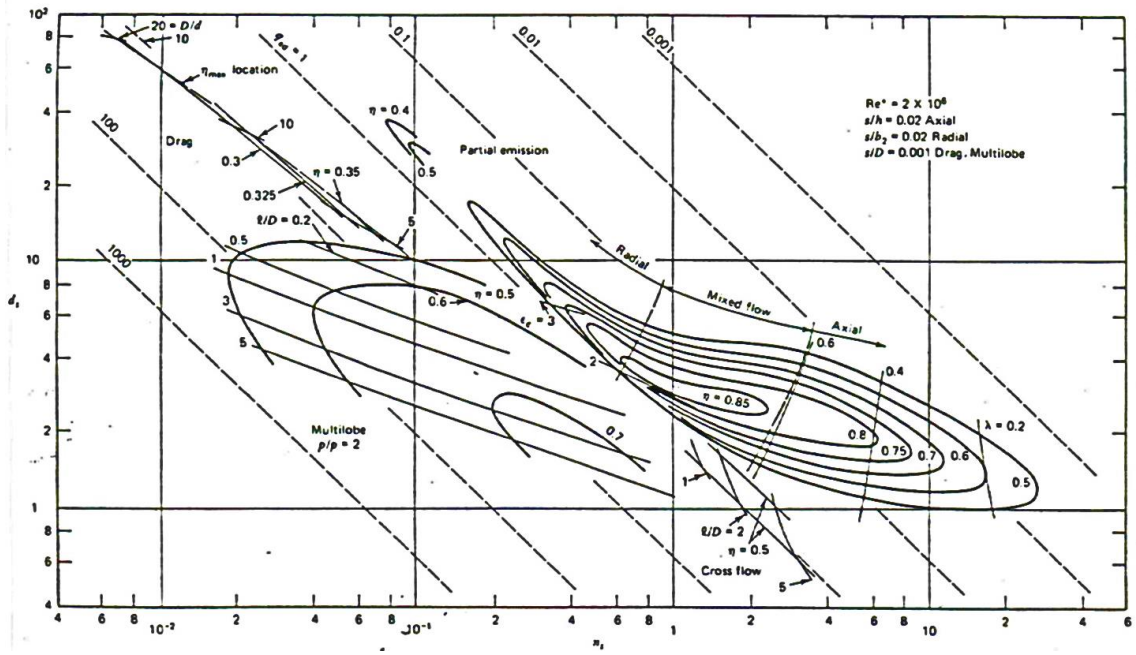 10²
20 = D/d
10
8
6
4
2
10
8
6
4
2
1
8
6
4
d_s
η_max location
Drag
10
0.3
0.325
η = 0.35
5
ℓ/D = 0.2
100
1000
= 1
0.1
0.01
0.001
η = 0.4
0.5
Partial emission
Re* = 2 X 10⁶
s/h = 0.02 Axial
s/b₂ = 0.02 Radial
s/D = 0.001 Drag. Multilobe
Radial
Mixed flow
Axial
0.5
1
3
5
0.6
η = 0.5
= 3
2
0.6
0.4
λ = 0.2
η = 0.85
0.8
0.75
0.7
0.6
0.5
0.7
Multilobe
p/p = 2
1
ℓ/D = 2
η = 0.5
Cross flow
5
4 6 8 10⁻² 2 4 6 8 10⁻¹ 2 4 6 8 1 2 4 6 8 10 2 4 6
n_s